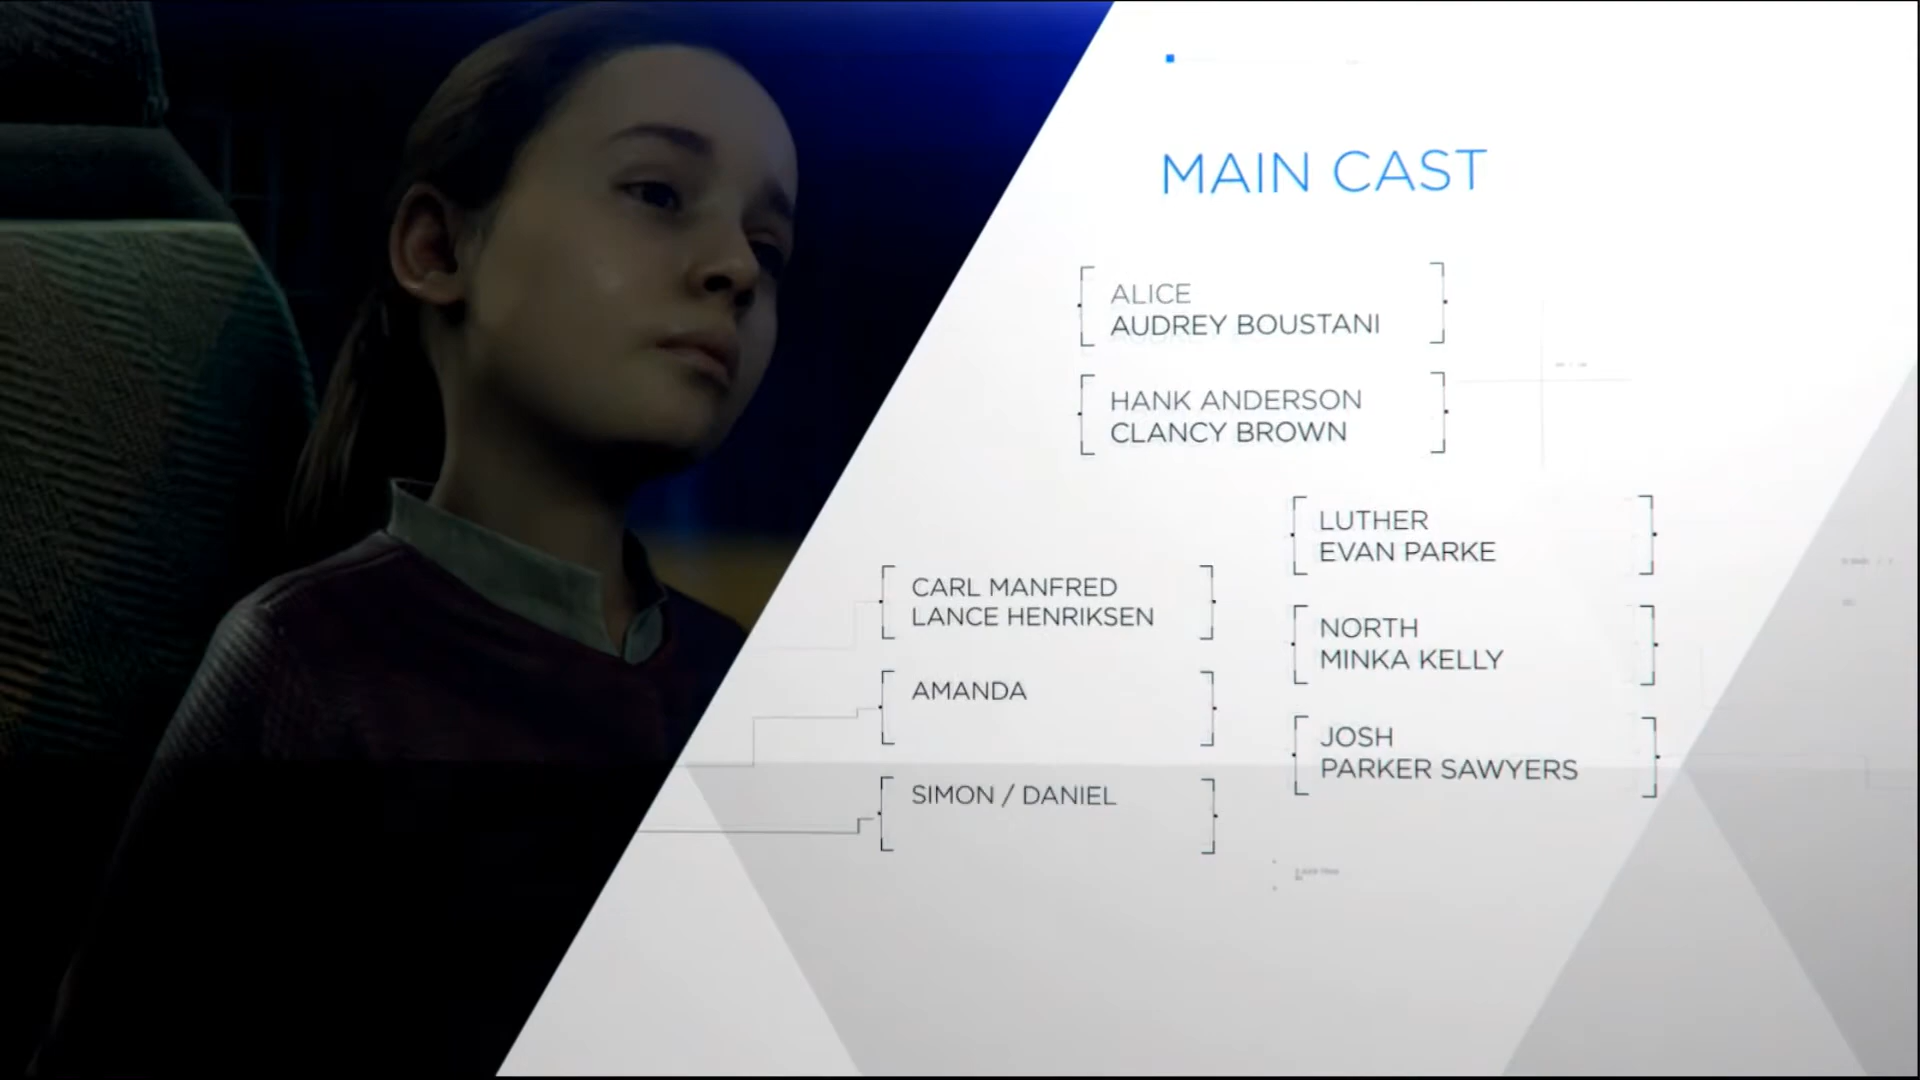 MAIN CAST
ALICE
AUDREY BOUSTANI
HANK ANDERSON
CLANCY BROWN
LUTHER
EVAN PARKE
CARL MANFRED
LANCE HENRIKSEN
NORTH
MINKA KELLY
AMANDA
JOSH
PARKER SAWYERS
SIMON / DANIEL